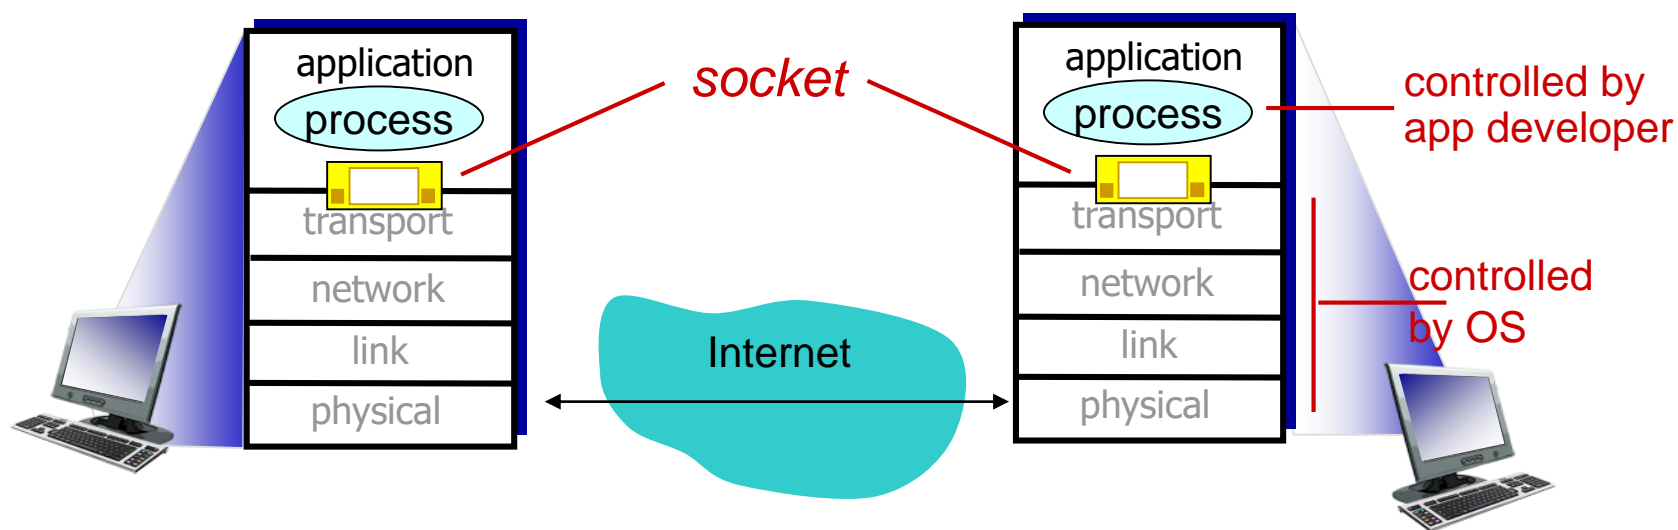 application
process
transport
network
link
physical
socket
Internet
application
process
transport
network
link
physical
controlled by
app developer
controlled
by OS